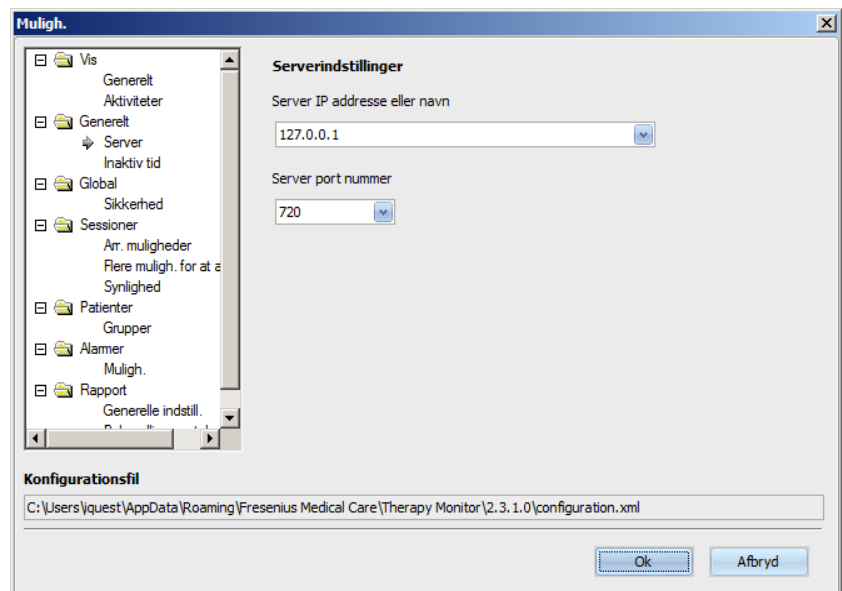 Muligh.
Vis
Generelt
Aktiviteter
Generelt
Server
Inaktiv tid
Global
Sikkerhed
Sessioner
Arr. muligheder
Flere muligh. for at a
Synlighed
Patienter
Grupper
Alarmer
Muligh.
Rapport
Generelle indstill.
Serverindstillinger
Server IP addresse eller navn
127.0.0.1
Server port nummer
720
Konfigurationsfil
C:\Users\iquest\AppData\Roaming\Fresenius Medical Care\Therapy Monitor\2.3.1.0\configuration.xml
Ok Afbryd